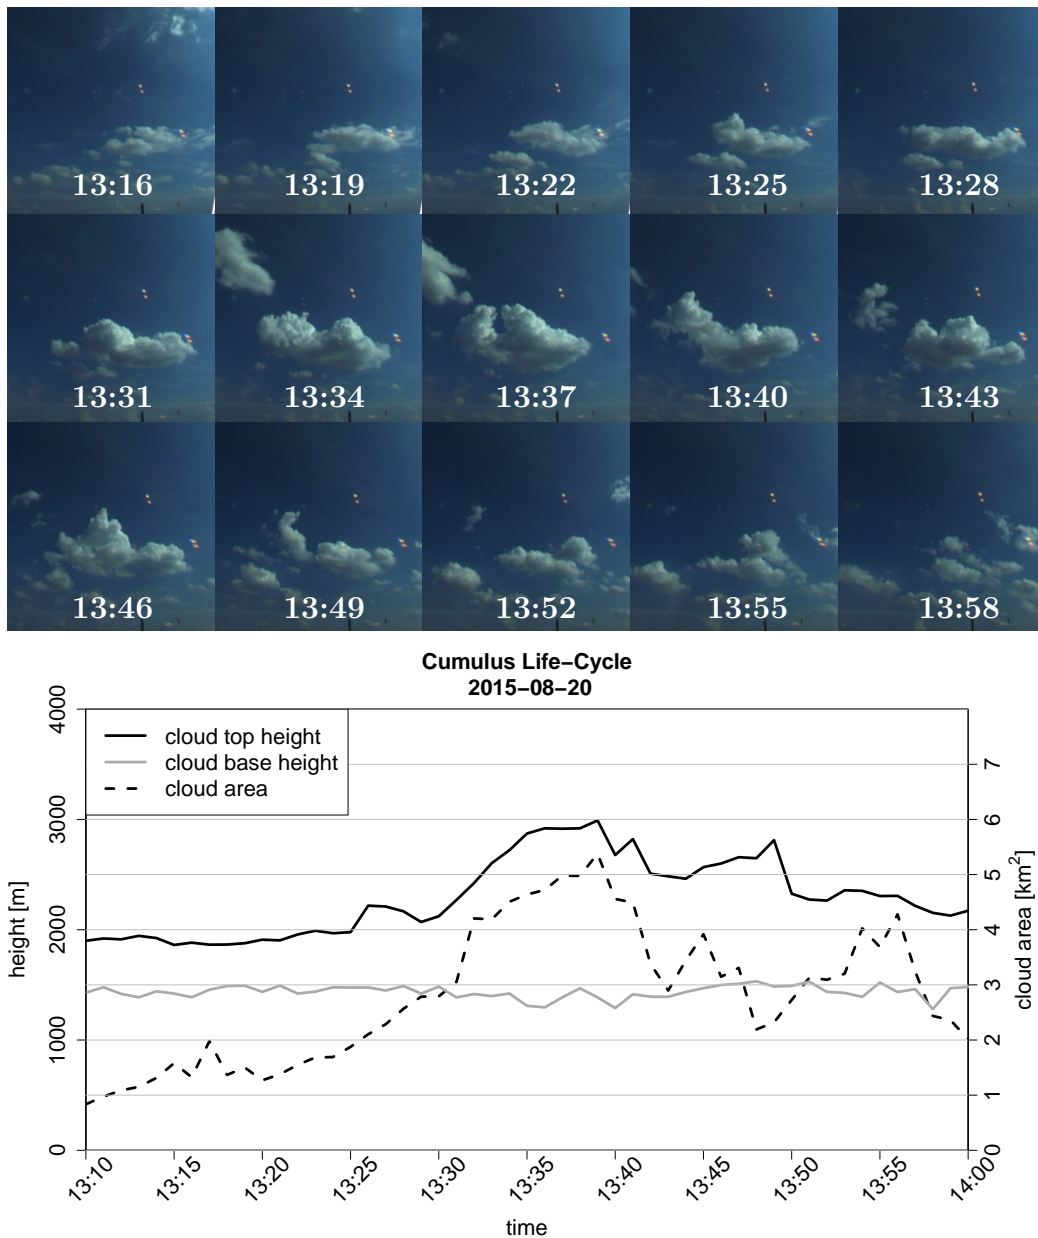 13:16 13:19 13:22 13:25 13:28
13:31 13:34 13:37 13:40 13:43
13:46 13:49 13:52 13:55 13:58
Cumulus Life−Cycle
2015−08−20
cloud top height
cloud base height
cloud area
height [m]
0 1000 2000 3000 4000
cloud area [km²]
0 1 2 3 4 5 6 7
13:10 13:15 13:20 13:25 13:30 13:35 13:40 13:45 13:50 13:55 14:00
time